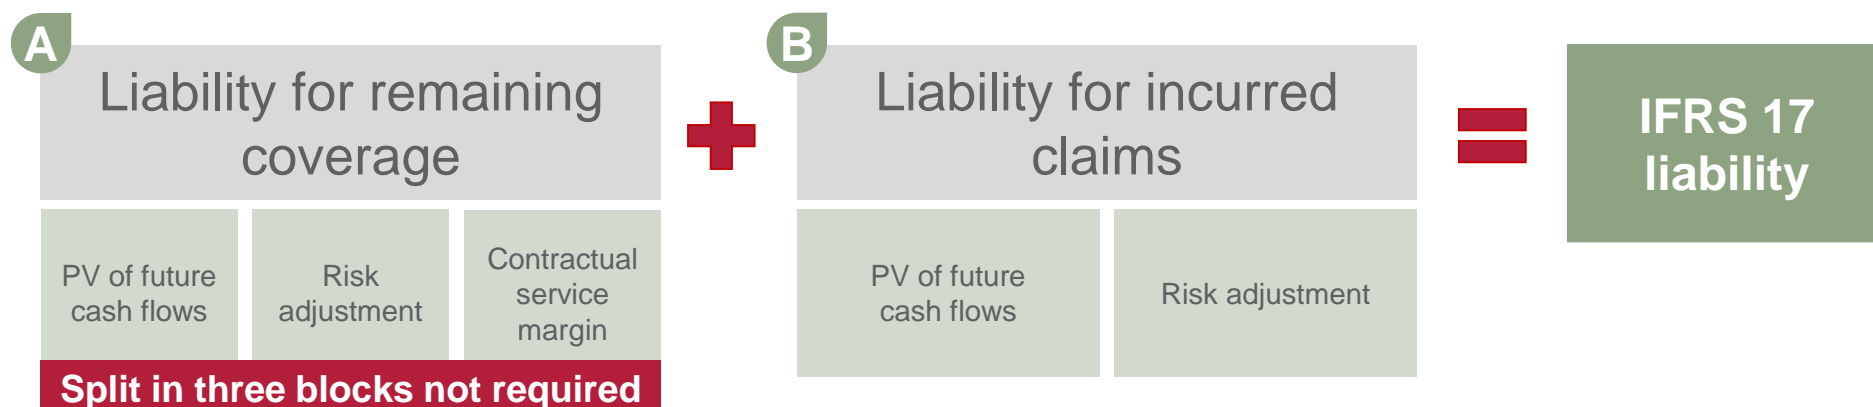 A
Liability for remaining
coverage
PV of future
cash flows
Risk
adjustment
Contractual
service
margin
Split in three blocks not required
B
Liability for incurred
claims
PV of future
cash flows
Risk adjustment
IFRS 17
liability